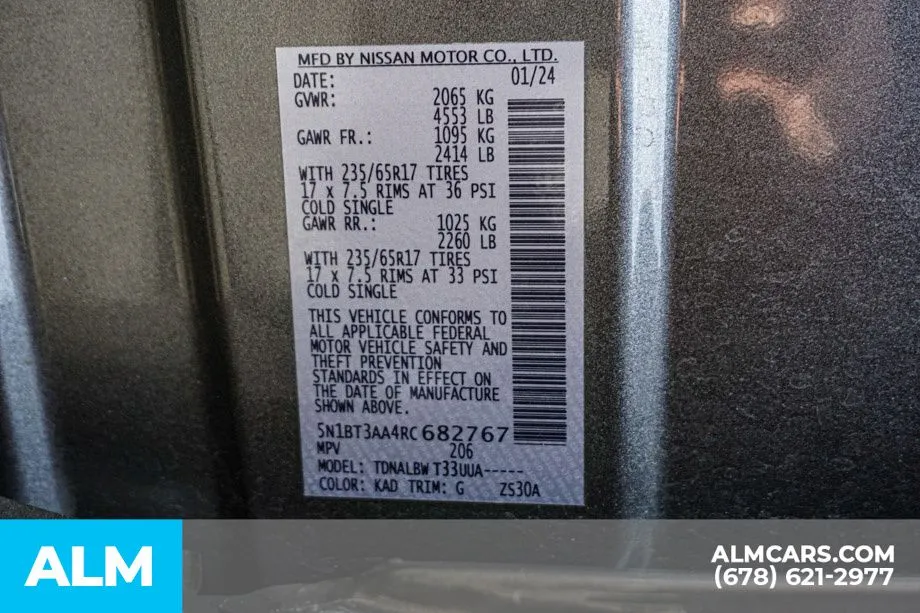 MFD BY NISSAN MOTOR CO., LTD.
DATE: 01/24
GVWR: 2065 KG
4553 LB
GAWR FR.: 1095 KG
2414 LB
WITH 235/65R17 TIRES
17 x 7.5 RIMS AT 36 PSI
COLD SINGLE
GAWR RR.: 1025 KG
2260 LB
WITH 235/65R17 TIRES
17 x 7.5 RIMS AT 33 PSI
COLD SINGLE
THIS VEHICLE CONFORMS TO
ALL APPLICABLE FEDERAL
MOTOR VEHICLE SAFETY AND
THEFT PREVENTION
STANDARDS IN EFFECT ON
THE DATE OF MANUFACTURE
SHOWN ABOVE.
5N1BT3AA4RC682767
MPV 206
MODEL: TDNALBW T33UUA-----
COLOR: KAD TRIM: G ZS30A
ALM
ALMCARS.COM
(678) 621-2977